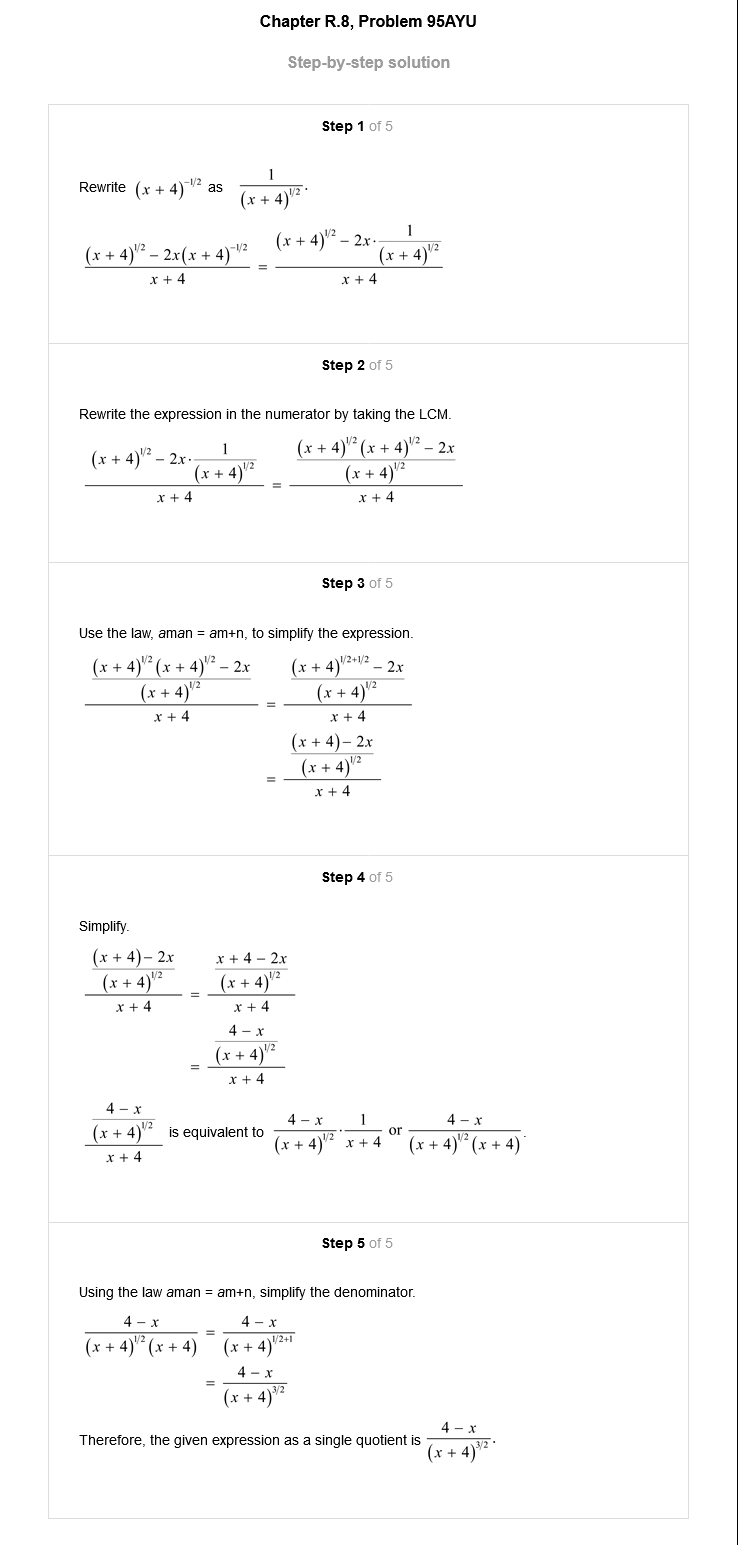 Chapter R.8, Problem 95AYU
Step-by-step solution
Step 1 of 5
Rewrite (x + 4)^{-1/2} as \frac{1}{(x + 4)^{1/2}}.
\frac{(x + 4)^{1/2} - 2x(x + 4)^{-1/2}}{x + 4} = \frac{(x + 4)^{1/2} - 2x \cdot \frac{1}{(x + 4)^{1/2}}}{x + 4}
Step 2 of 5
Rewrite the expression in the numerator by taking the LCM.
\frac{(x + 4)^{1/2} - 2x \cdot \frac{1}{(x + 4)^{1/2}}}{x + 4} = \frac{\frac{(x + 4)^{1/2}(x + 4)^{1/2} - 2x}{(x + 4)^{1/2}}}{x + 4}
Step 3 of 5
Use the law, aman = am+n, to simplify the expression.
\frac{\frac{(x + 4)^{1/2}(x + 4)^{1/2} - 2x}{(x + 4)^{1/2}}}{x + 4} = \frac{\frac{(x + 4)^{1/2+1/2} - 2x}{(x + 4)^{1/2}}}{x + 4}
= \frac{\frac{(x + 4) - 2x}{(x + 4)^{1/2}}}{x + 4}
Step 4 of 5
Simplify.
\frac{\frac{(x + 4) - 2x}{(x + 4)^{1/2}}}{x + 4} = \frac{\frac{x + 4 - 2x}{(x + 4)^{1/2}}}{x + 4}
= \frac{\frac{4 - x}{(x + 4)^{1/2}}}{x + 4}
\frac{\frac{4 - x}{(x + 4)^{1/2}}}{x + 4} is equivalent to \frac{4 - x}{(x + 4)^{1/2}} \cdot \frac{1}{x + 4} or \frac{4 - x}{(x + 4)^{1/2}(x + 4)}.
Step 5 of 5
Using the law aman = am+n, simplify the denominator.
\frac{4 - x}{(x + 4)^{1/2}(x + 4)} = \frac{4 - x}{(x + 4)^{1/2+1}}
= \frac{4 - x}{(x + 4)^{3/2}}
Therefore, the given expression as a single quotient is \frac{4 - x}{(x + 4)^{3/2}}.